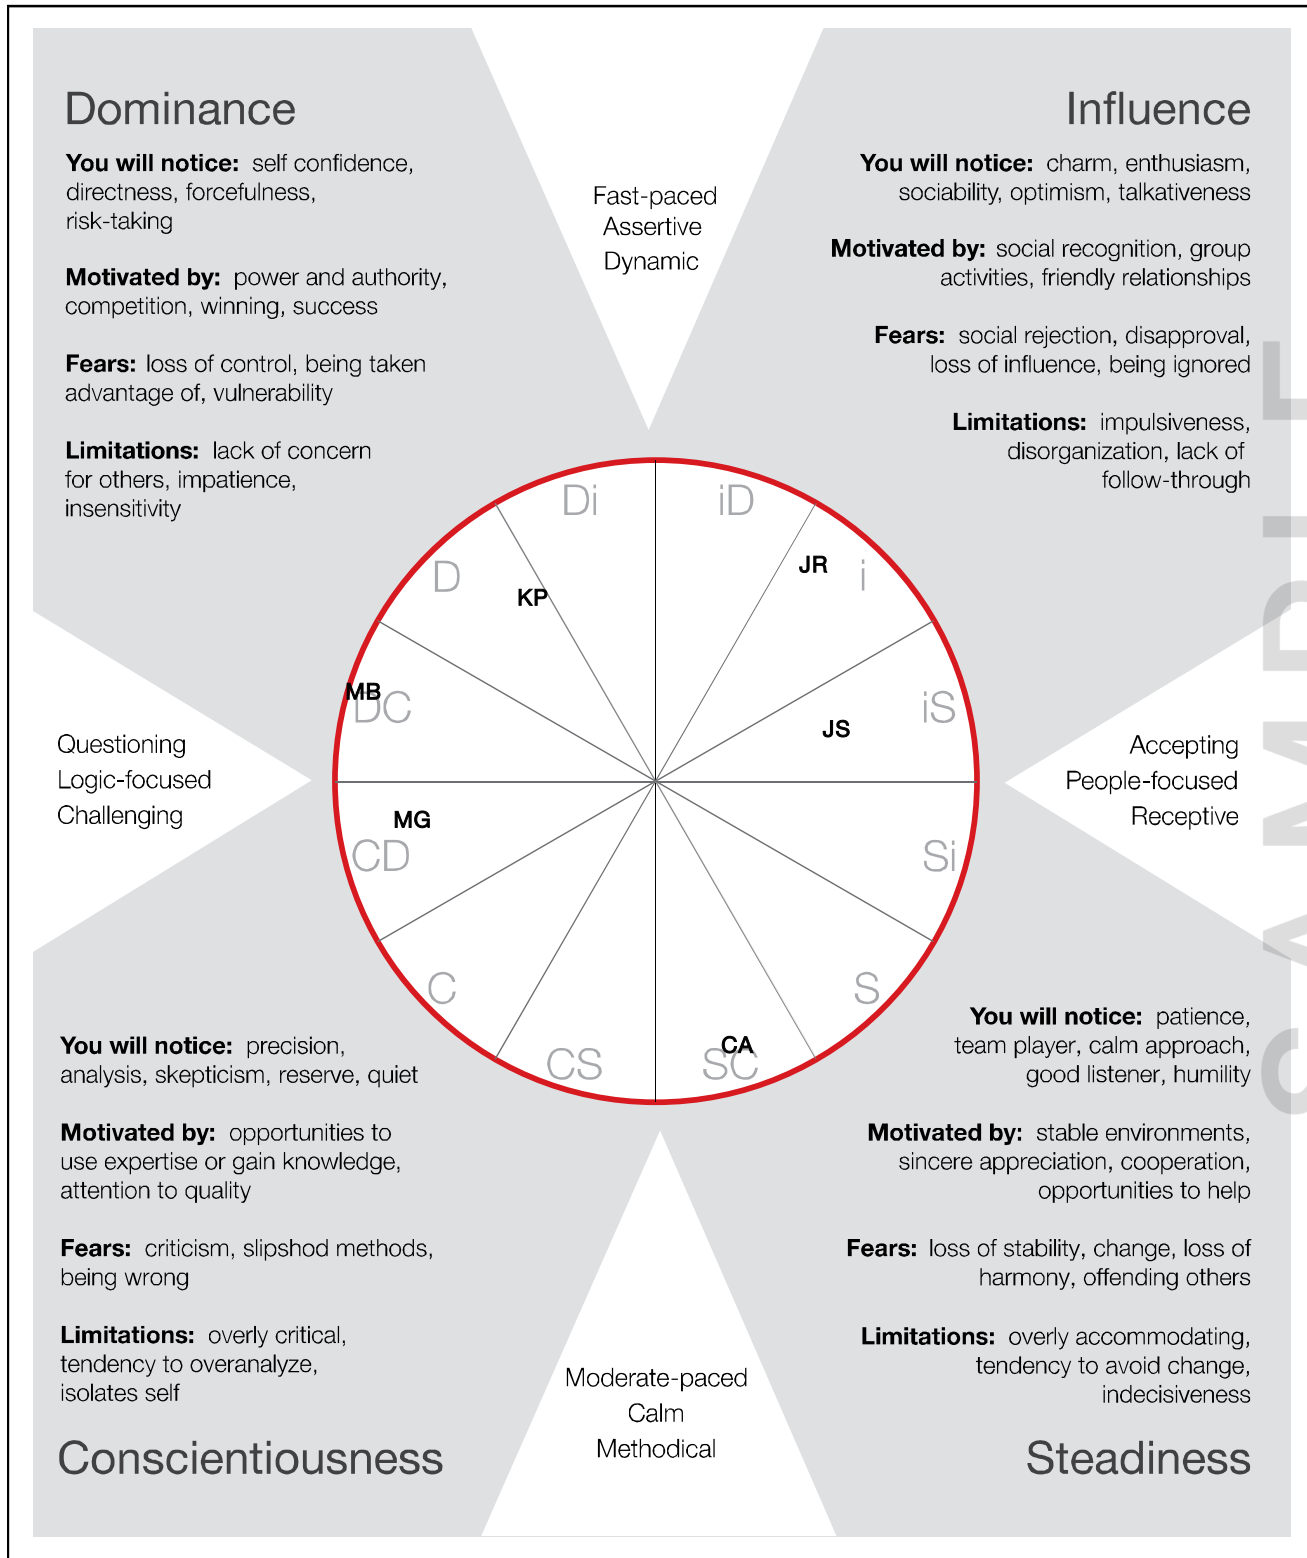 Dominance
You will notice: self confidence,
directness, forcefulness,
risk-taking
Motivated by: power and authority,
competition, winning, success
Fears: loss of control, being taken
advantage of, vulnerability
Limitations: lack of concern
for others, impatience,
insensitivity
Fast-paced
Assertive
Dynamic
Influence
You will notice: charm, enthusiasm,
sociability, optimism, talkativeness
Motivated by: social recognition, group
activities, friendly relationships
Fears: social rejection, disapproval,
loss of influence, being ignored
Limitations: impulsiveness,
disorganization, lack of
follow-through
Di
iD
D
KP
JR
i
MB
DC
JS
iS
MG
CD
Si
C
S
CS
CA
SC
Questioning
Logic-focused
Challenging
Accepting
People-focused
Receptive
You will notice: precision,
analysis, skepticism, reserve, quiet
Motivated by: opportunities to
use expertise or gain knowledge,
attention to quality
Fears: criticism, slipshod methods,
being wrong
Limitations: overly critical,
tendency to overanalyze,
isolates self
Conscientiousness
Moderate-paced
Calm
Methodical
You will notice: patience,
team player, calm approach,
good listener, humility
Motivated by: stable environments,
sincere appreciation, cooperation,
opportunities to help
Fears: loss of stability, change, loss of
harmony, offending others
Limitations: overly accommodating,
tendency to avoid change,
indecisiveness
Steadiness
SAMPLE